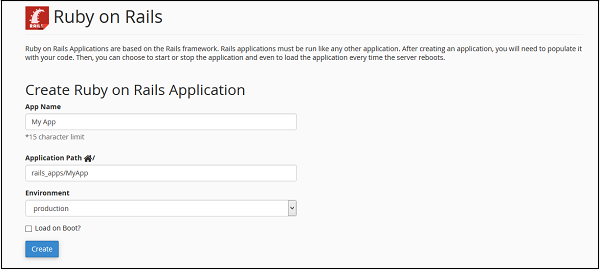 Ruby on Rails
Ruby on Rails Applications are based on the Rails framework. Rails applications must be run like any other application. After creating an application, you will need to populate it
with your code. Then, you can choose to start or stop the application and even to load the application every time the server reboots.
Create Ruby on Rails Application
App Name
My App
*15 character limit
Application Path /
rails_apps/MyApp
Environment
production
Load on Boot?
Create